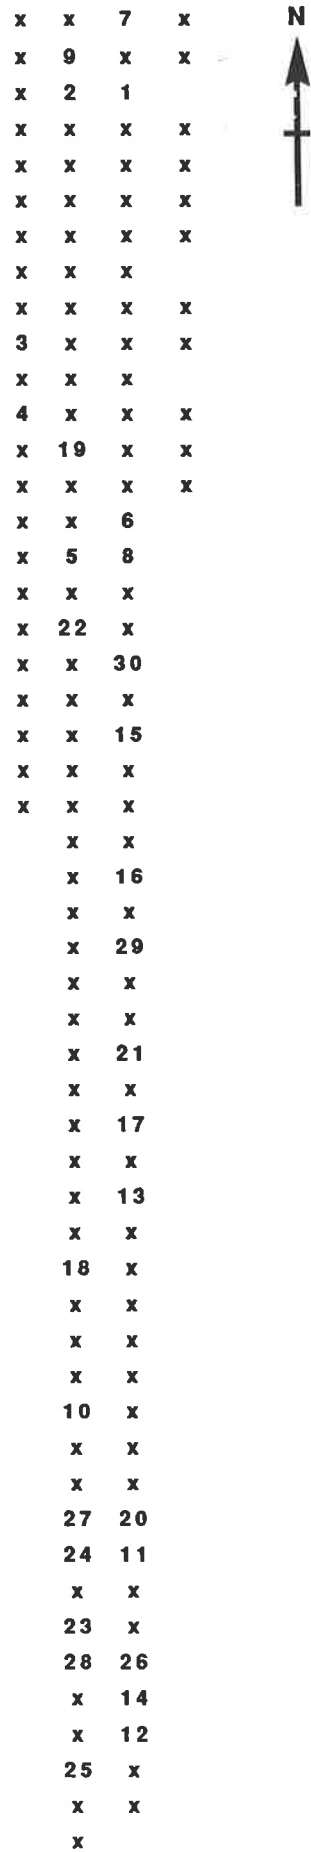 x x 7 x N
x 9 x x
x 2 1
x x x x
x x x x
x x x x
x x x x
x x x
x x x x
3 x x x
x x x
4 x x x
x 19 x x
x x x x
x x 6
x 5 8
x x x
x 22 x
x x 30
x x x
x x 15
x x x
x x x
x x
x 16
x x
x 29
x x
x x
x 21
x x
x 17
x x
x 13
x x
18 x
x x
x x
x x
10 x
x x
x x
27 20
24 11
x x
23 x
28 26
x 14
x 12
25 x
x x
x